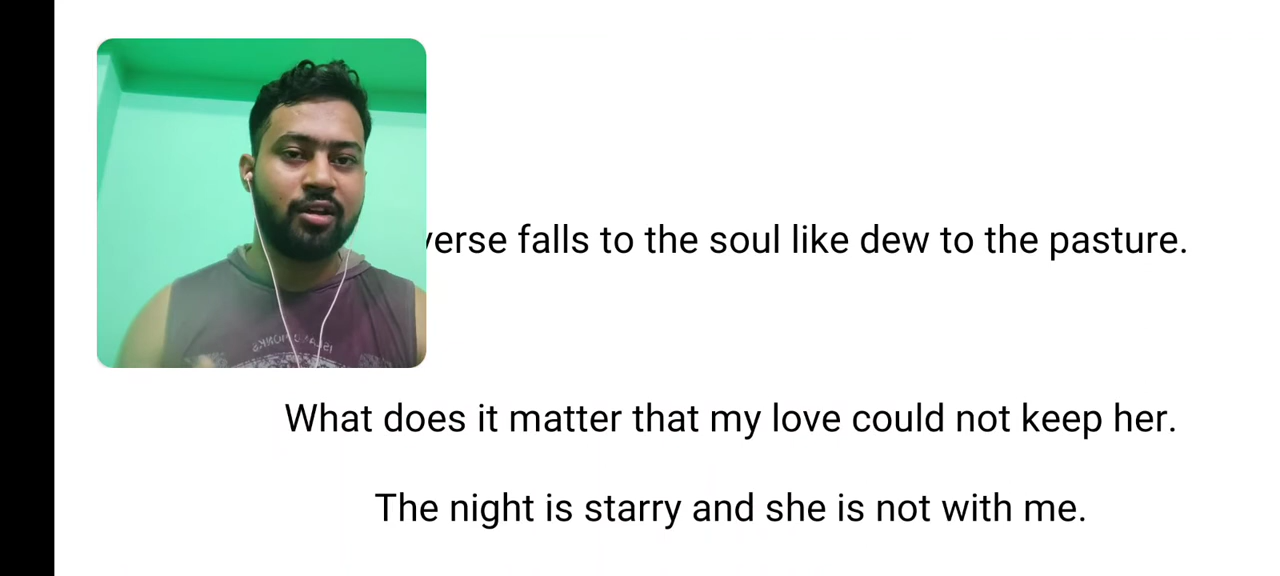 verse falls to the soul like dew to the pasture.
What does it matter that my love could not keep her.
The night is starry and she is not with me.